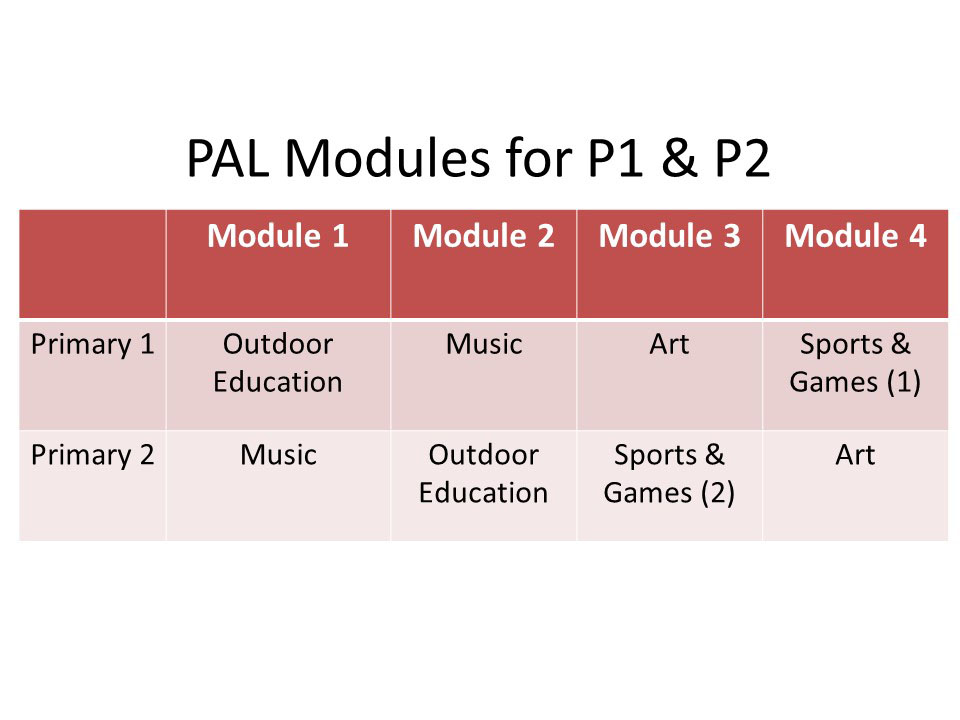 PAL Modules for P1 & P2
Module 1 Module 2 Module 3 Module 4
Primary 1 Outdoor Education Music Art Sports & Games (1)
Primary 2 Music Outdoor Education Sports & Games (2) Art